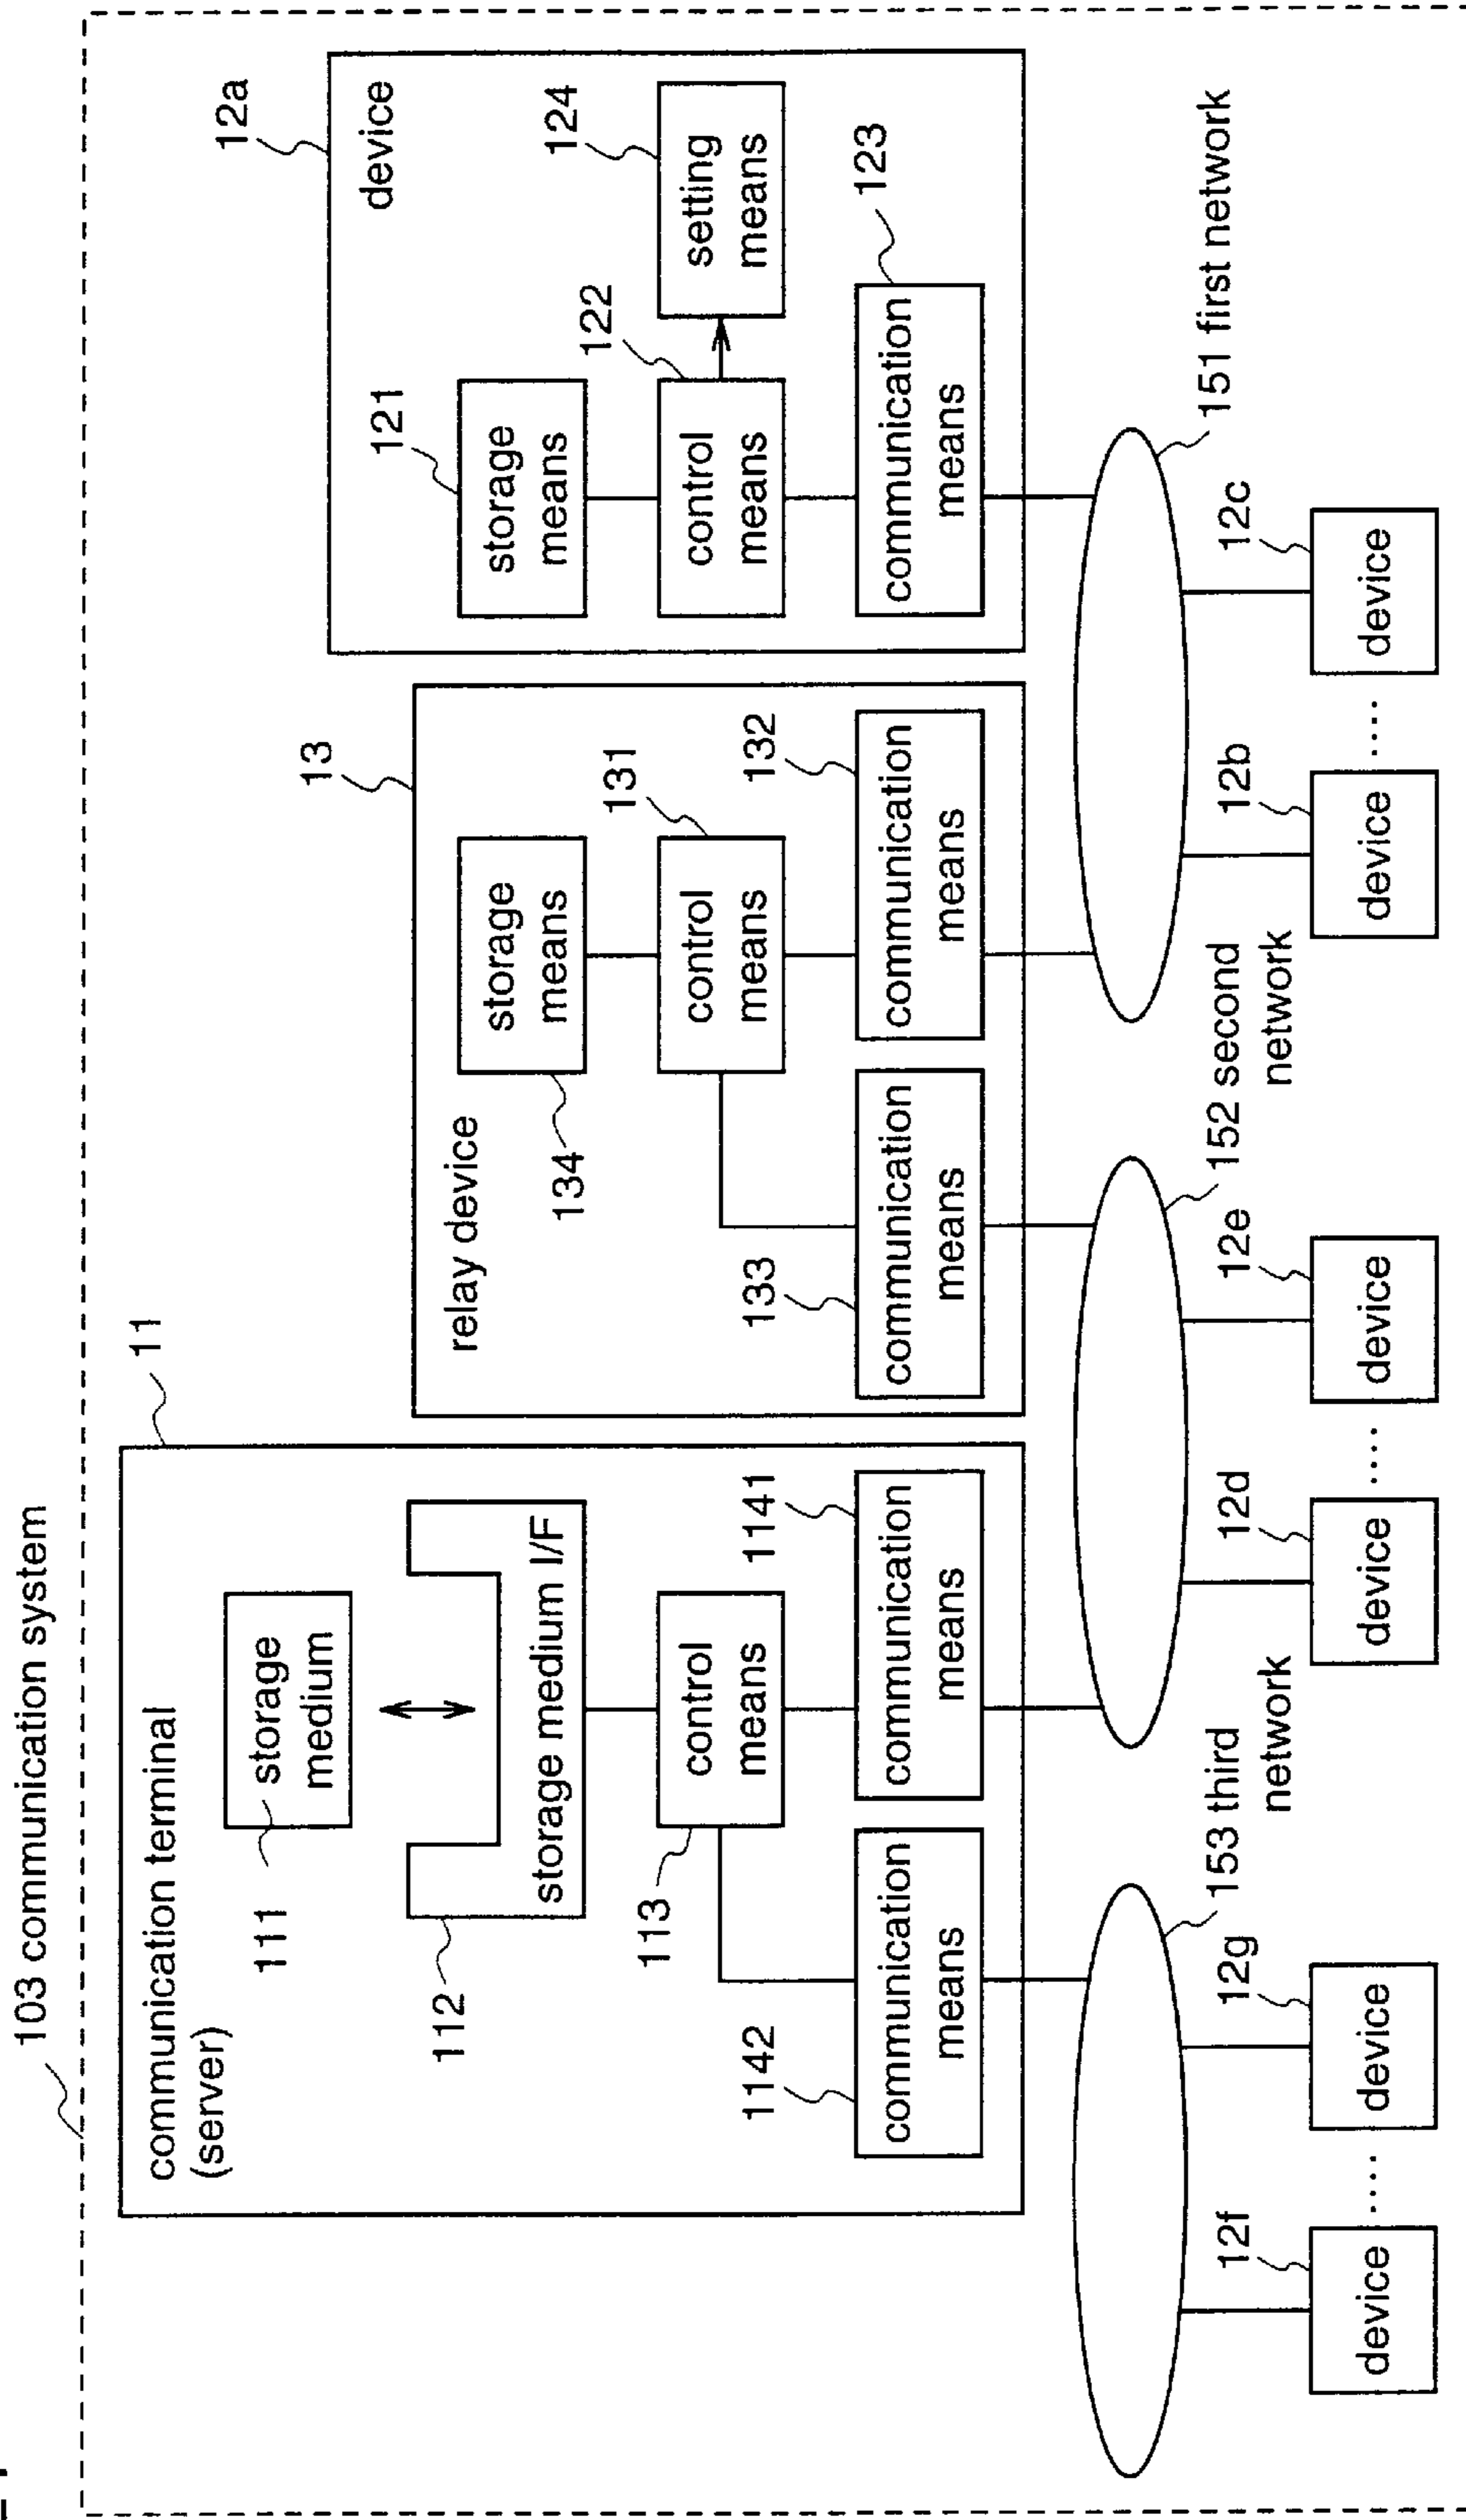 103 communication system
communication terminal
(server)
11
111
storage
medium
112
storage medium I/F
113
control
means
1142
communication
means
1141
communication
means
13
relay device
134
storage
means
131
control
means
133
communication
means
132
communication
means
12a
device
121
storage
means
122
control
means
124
setting
means
123
communication
means
153 third
network
152 second
network
151 first network
12f
device
....
12g
device
12d
device
....
12e
device
12b
device
....
12c
device